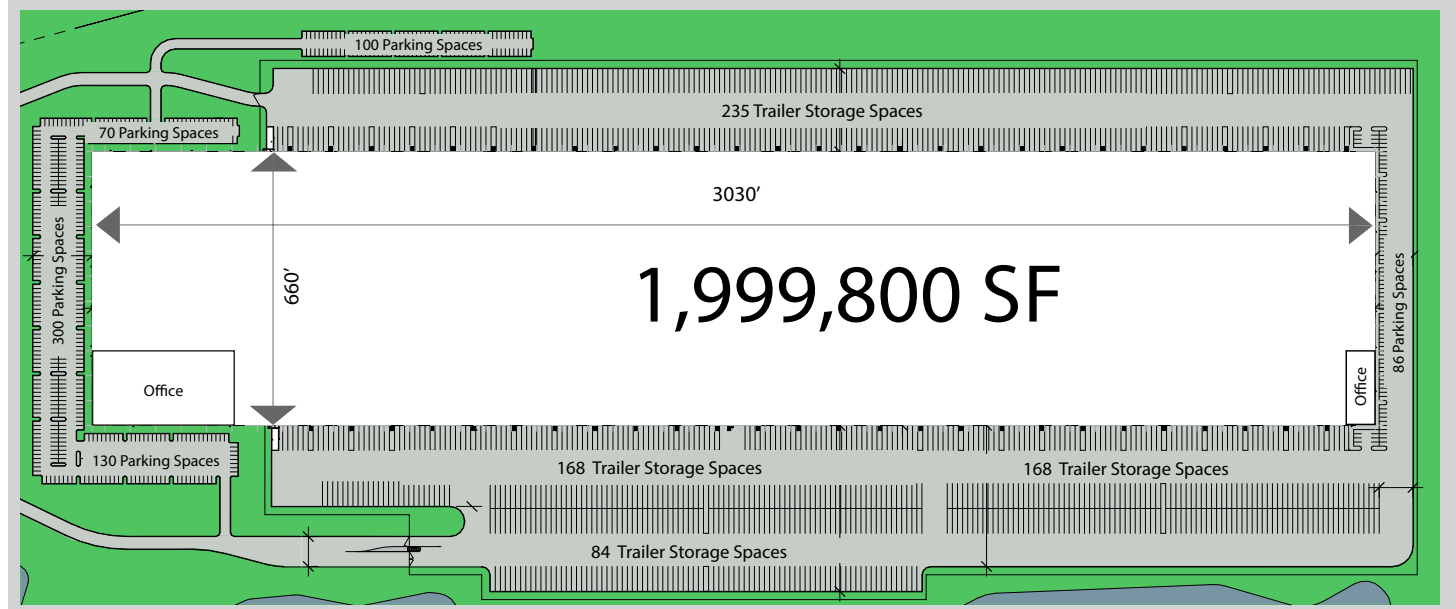 100 Parking Spaces
235 Trailer Storage Spaces
70 Parking Spaces
3030’
300 Parking Spaces
660’
1,999,800 SF
86 Parking Spaces
Office
Office
130 Parking Spaces
168 Trailer Storage Spaces
168 Trailer Storage Spaces
84 Trailer Storage Spaces